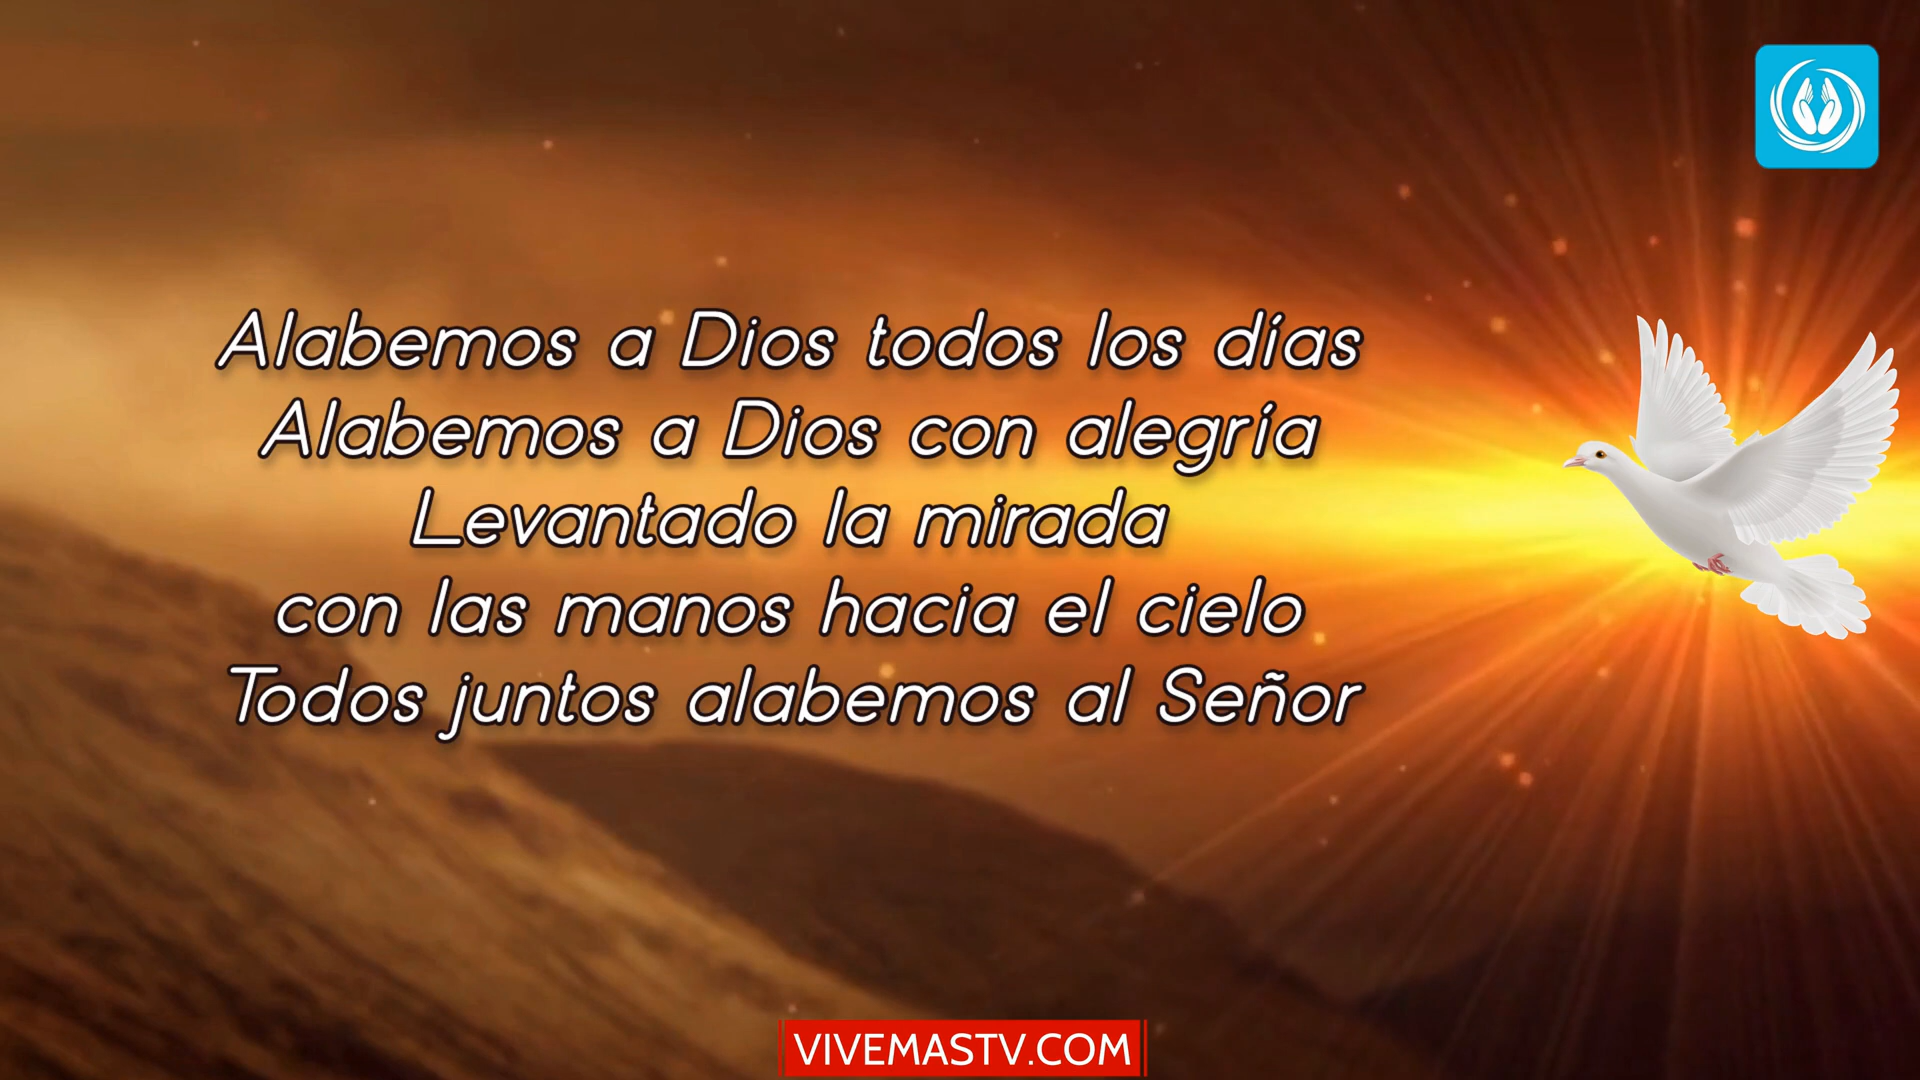 Alabemos a Dios todos los días
Alabemos a Dios con alegría
Levantado la mirada
con las manos hacia el cielo
Todos juntos alabemos al Señor
VIVEMASTV.COM